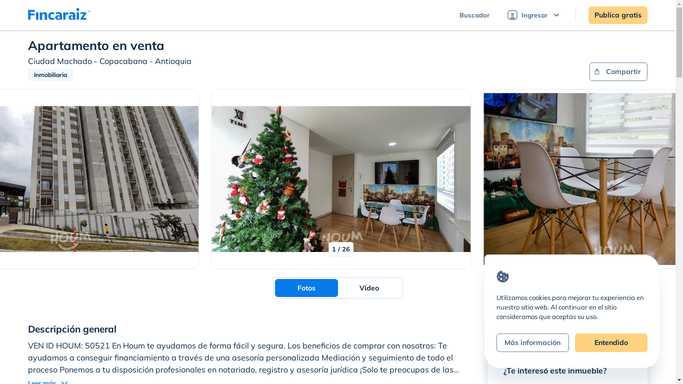 Fincaraiz
Buscador
Ingresar
Publica gratis
Apartamento en venta
Ciudad Machado - Copacabana - Antioquia
Inmobiliaria
Compartir
XII
TIME
HOUM
HOUM
HOUM
1 / 26
Fotos
Video
Utilizamos cookies para mejorar tu experiencia en
nuestro sitio web. Al continuar en el sitio
consideramos que aceptas su uso.
Más información
Entendido
Descripción general
VEN ID HOUM: 50521 En Houm te ayudamos de forma fácil y segura. Los beneficios de comprar con nosotros: Te
ayudamos a conseguir financiamiento a través de una asesoría personalizada Mediación y seguimiento de todo el
proceso Ponemos a tu disposición profesionales en notariado, registro y asesoría jurídica ¡Solo te preocupas de las...
Leer más
¿Te interesó este inmueble?